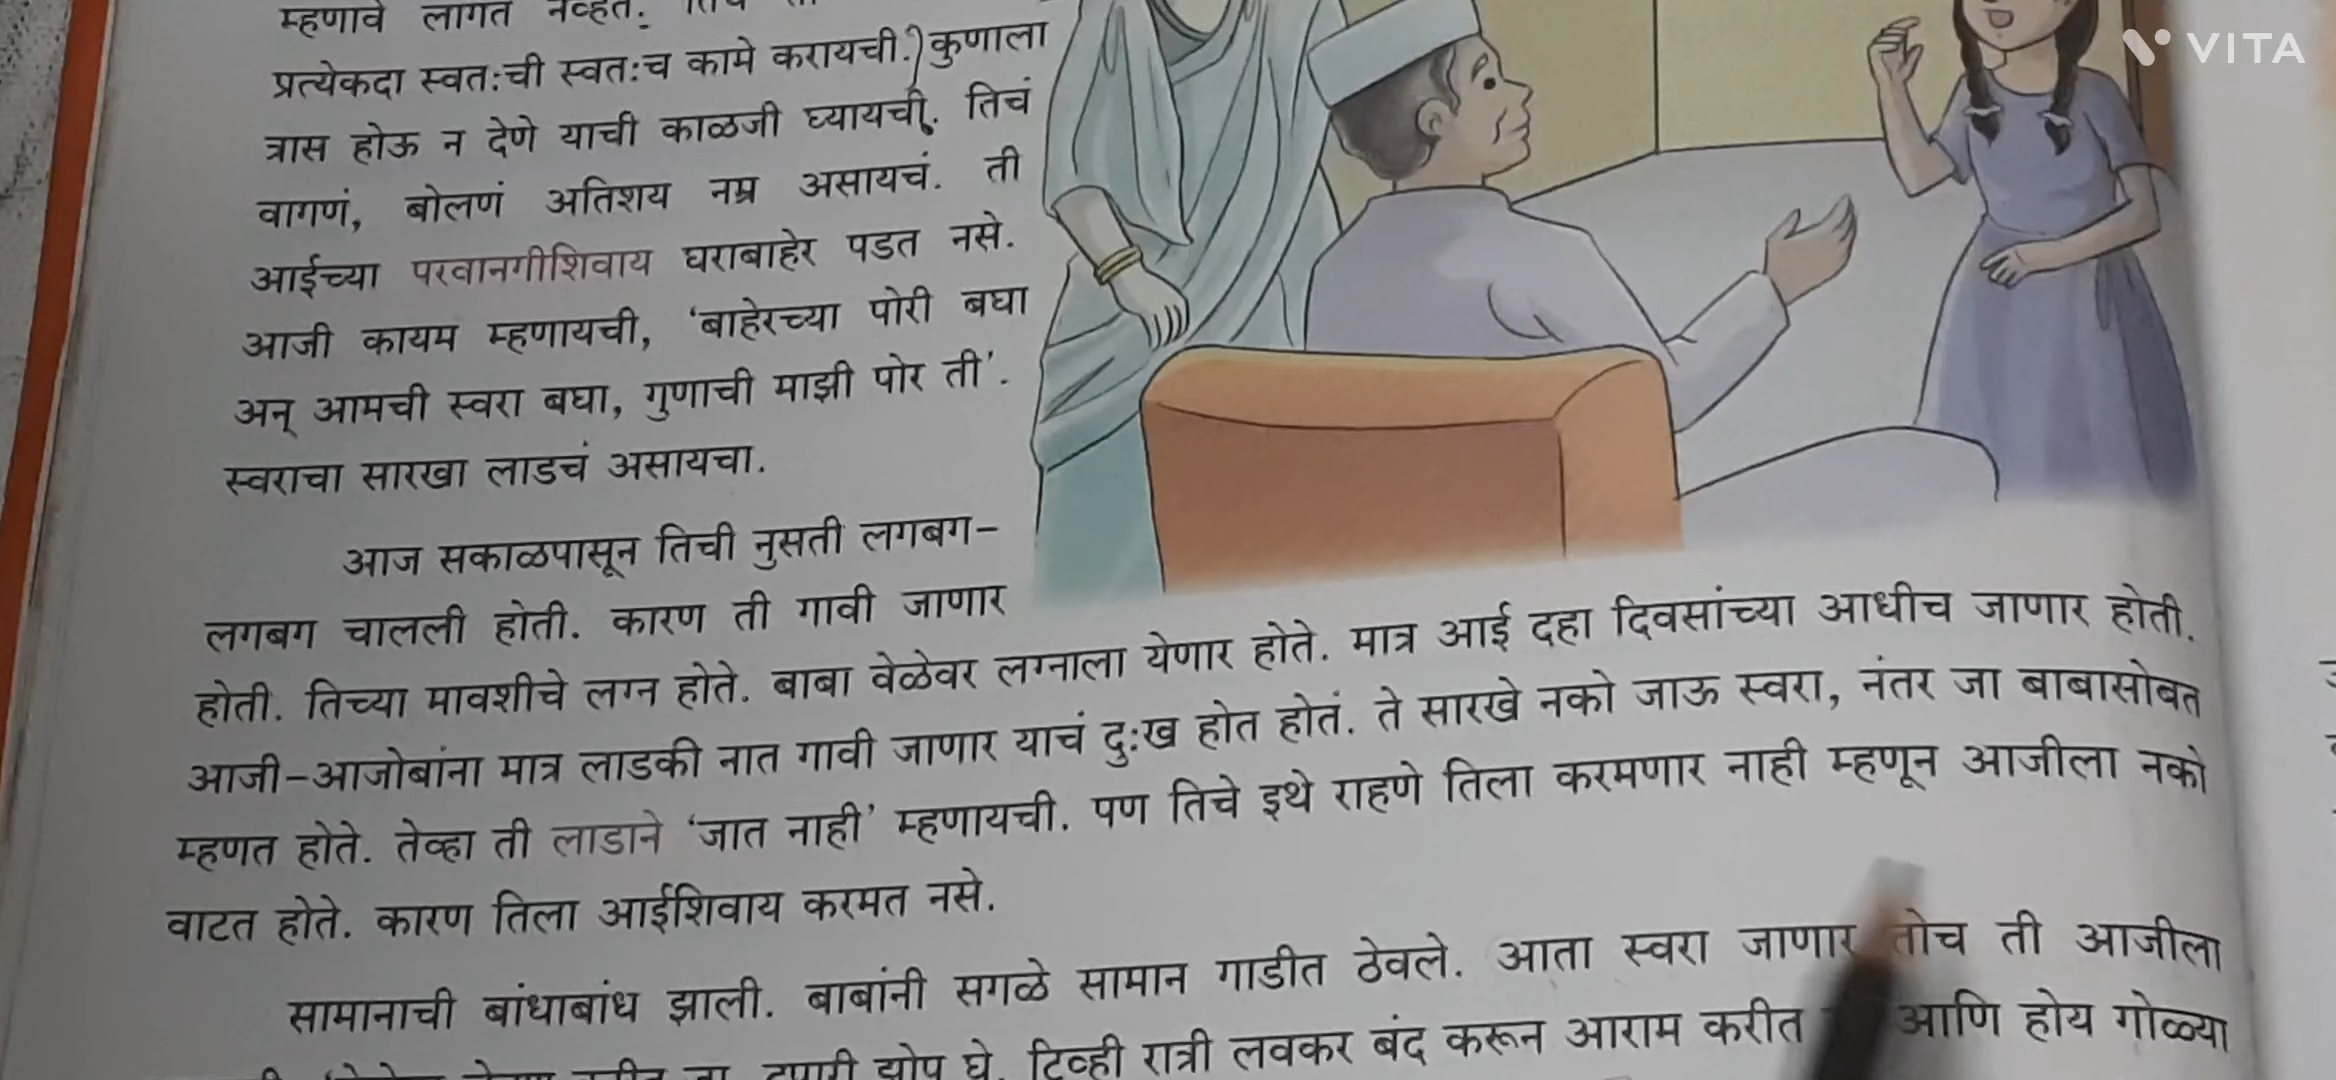 म्हणावे लागत नव्हते.
प्रत्येकदा स्वतःची स्वतःच कामे करायची. कुणाला
त्रास होऊ न देणे याची काळजी घ्यायची. तिचं
वागणं, बोलणं अतिशय नम्र असायचं. ती
आईच्या परवानगीशिवाय घराबाहेर पडत नसे.
आजी कायम म्हणायची, ‘बाहेरच्या पोरी बघा
अन् आमची स्वरा बघा, गुणाची माझी पोर ती’.
स्वराचा सारखा लाडचं असायचा.
आज सकाळपासून तिची नुसती लगबग-
लगबग चालली होती. कारण ती गावी जाणार
होती. तिच्या मावशीचे लग्न होते. बाबा वेळेवर लग्नाला येणार होते. मात्र आई दहा दिवसांच्या आधीच जाणार होती.
आजी-आजोबांना मात्र लाडकी नात गावी जाणार याचं दुःख होत होतं. ते सारखे नको जाऊ स्वरा, नंतर जा बाबासोबत
म्हणत होते. तेव्हा ती लाडाने ‘जात नाही’ म्हणायची. पण तिचे इथे राहणे तिला करमणार नाही म्हणून आजीला नको
वाटत होते. कारण तिला आईशिवाय करमत नसे.
सामानाची बांधाबांध झाली. बाबांनी सगळे सामान गाडीत ठेवले. आता स्वरा जाणार तोच ती आजीला
झोप घे. टिव्ही रात्री लवकर बंद करून आराम करीत आणि होय गोळ्या
VITA